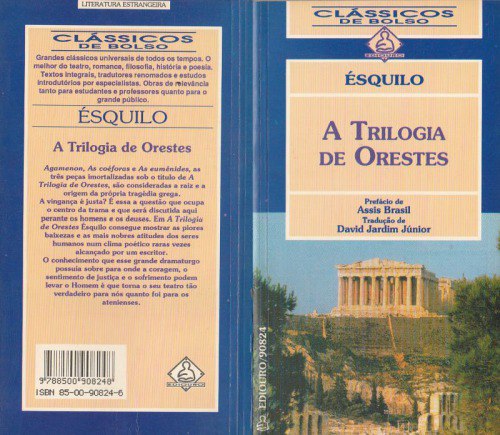 LITERATURA ESTRANGEIRA
CLÁSSICOS
DE BOLSO
Grandes clássicos universais de todos os tempos. O
melhor do teatro, romance, filosofia, história e poesia.
Textos integrais, tradutores renomados e estudos
introdutórios por especialistas. Obras de relevância
tanto para estudantes e professores quanto para o
grande público.
ÉSQUILO
A Trilogia de Orestes
Agamenon, As coéforas e As eumênides, as
três peças imortalizadas sob o título de A
Trilogia de Orestes, são consideradas a raiz e a
origem da própria tragédia grega.
A vingança é justa? É essa a questão que ocupa
o centro da trama e que será discutida aqui
perante os homens e os deuses. Em A Trilogia
de Orestes Ésquilo consegue mostrar as piores
baixezas e as mais nobres atitudes dos seres
humanos num clima poético raras vezes
alcançado por um escritor.
O conhecimento que esse grande dramaturgo
possuía sobre para onde a coragem, o
sentimento de justiça e o sofrimento podem
levar o Homem é que torna o seu teatro tão
verdadeiro para nós quanto foi para os
atenienses.
9 788500 908248
ISBN 85-00-90824-6
EDIOURO
EDIOURO/90824
CLÁSSICOS
DE BOLSO
EDIOURO
ÉSQUILO
A TRILOGIA
DE ORESTES
Prefácio de
Assis Brasil
Tradução de
David Jardim Júnior